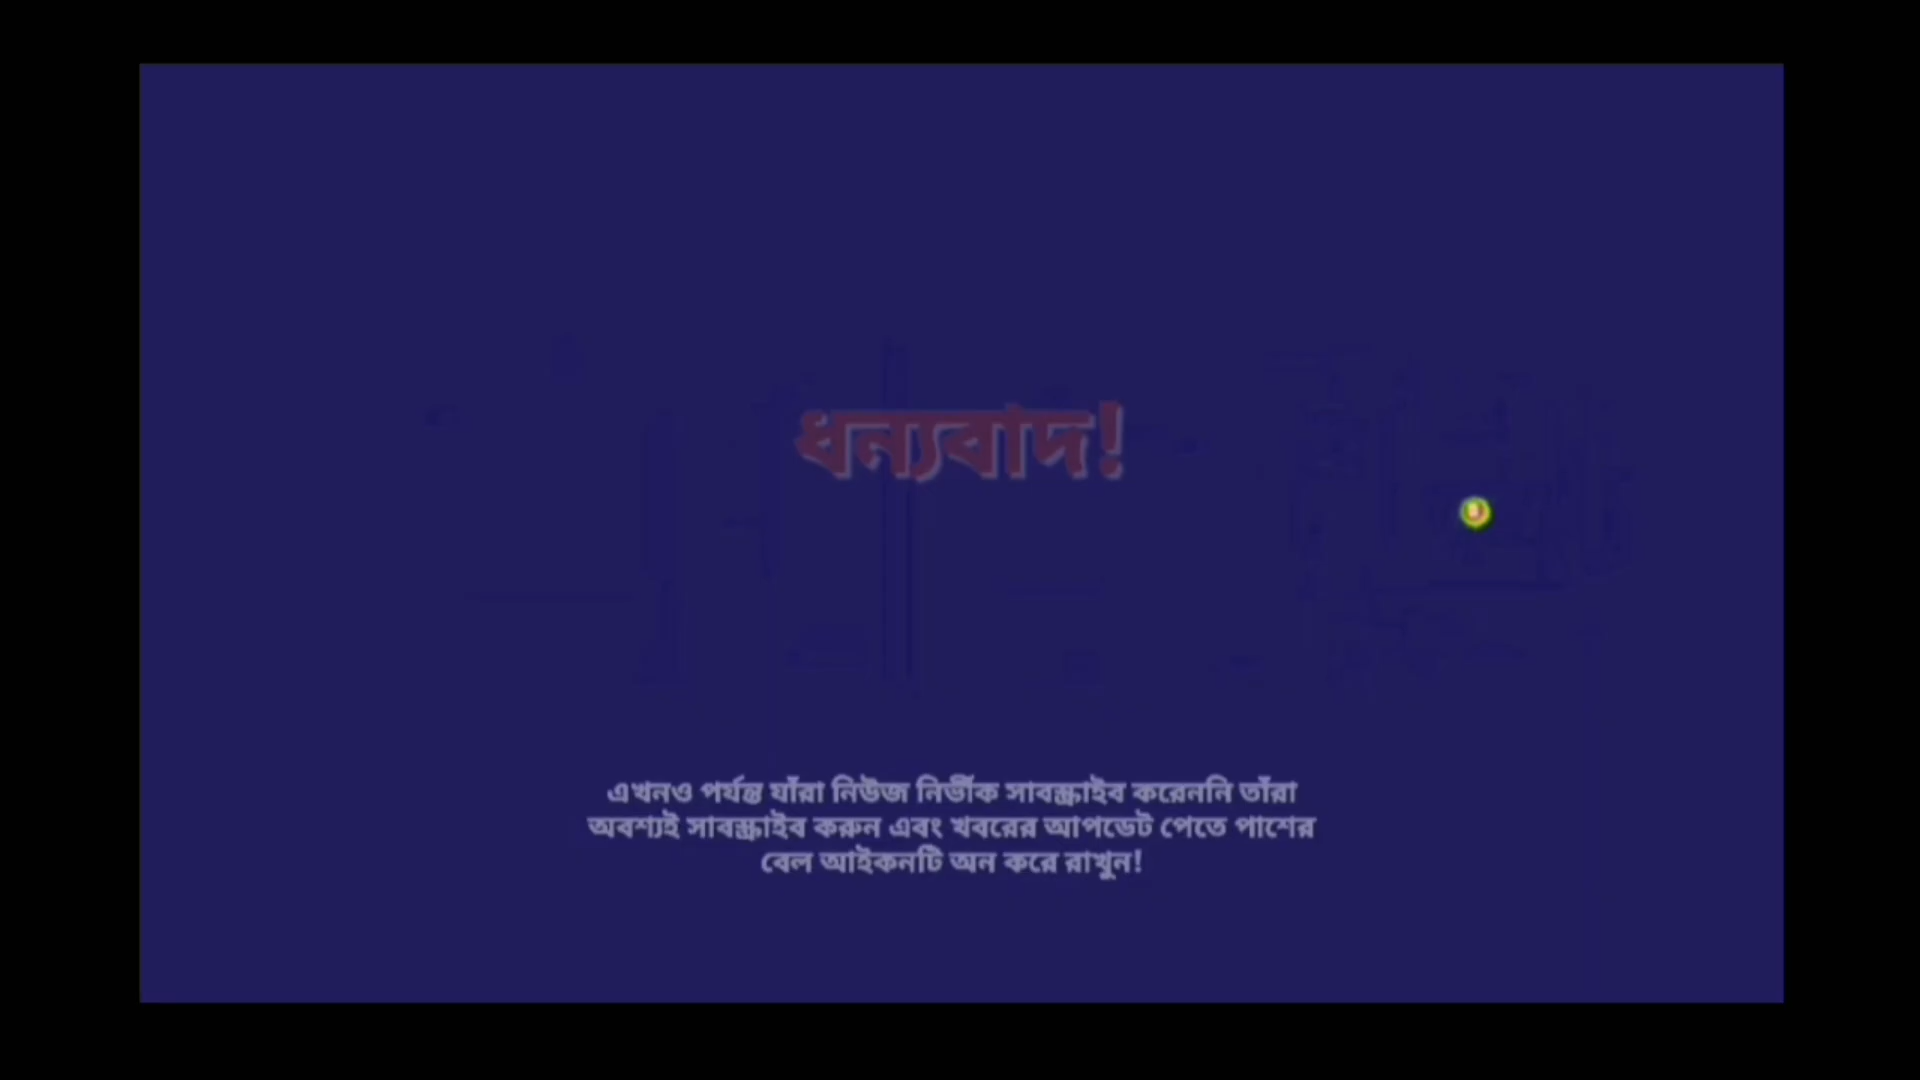 ধন্যবাদ!
এখনও পর্যন্ত যাঁরা নিউজ নির্ভীক সাবস্ক্রাইব করেননি তাঁরা
অবশ্যই সাবস্ক্রাইব করুন এবং খবরের আপডেট পেতে পাশের
বেল আইকনটি অন করে রাখুন!